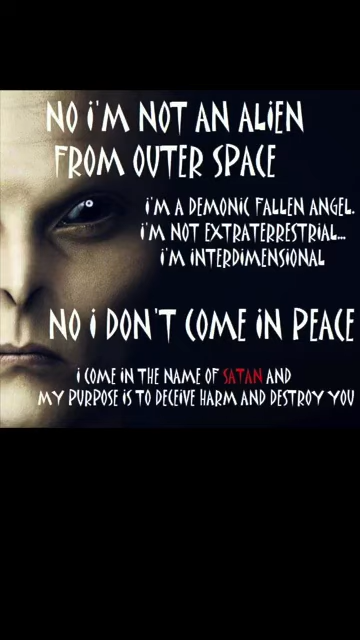 NO i'M NOT AN ALiEN
FROM OUTER SPACE
i'M A DEMONiC FALLEN ANGEL.
i'M NOT EXTRATERRESTRiAL...
i'M iNTERDiMENSiONAL
NO i DON'T COME iN PEACE
i COME iN THE NAME OF SATAN AND
MY PURPOSE iS TO DECEiVE HARM AND DESTROY YOU